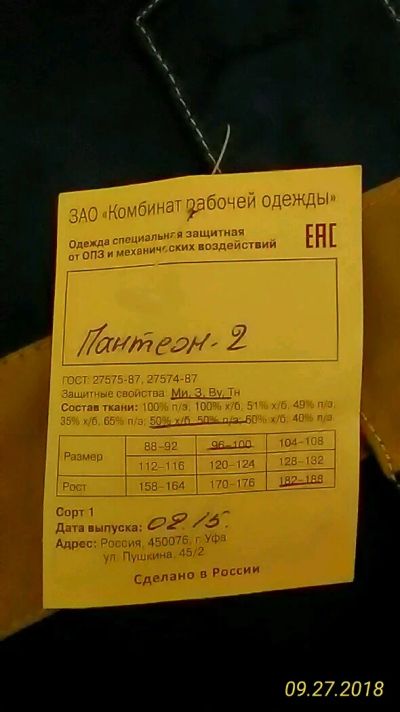 ЗАО «Комбинат рабочей одежды»
Одежда специальная защитная
от ОПЗ и механических воздействий
ЕАС
Пантеон-2
ГОСТ: 27575-87, 27574-87
Защитные свойства: Ми, З, Ву, Тн
Состав ткани: 100% п/э, 100% х/б, 51% х/б, 49% п/э,
35% х/б, 65% п/э, 50% х/б, 50% п/э, 60% х/б, 40% п/э
Размер 88–92 96–100 104–108
112–116 120–124 128–132
Рост 158–164 170–176 182–188
Сорт 1
Дата выпуска: 02.15.
Адрес: Россия, 450076, г. Уфа
ул. Пушкина, 45/2
Сделано в России
09.27.2018